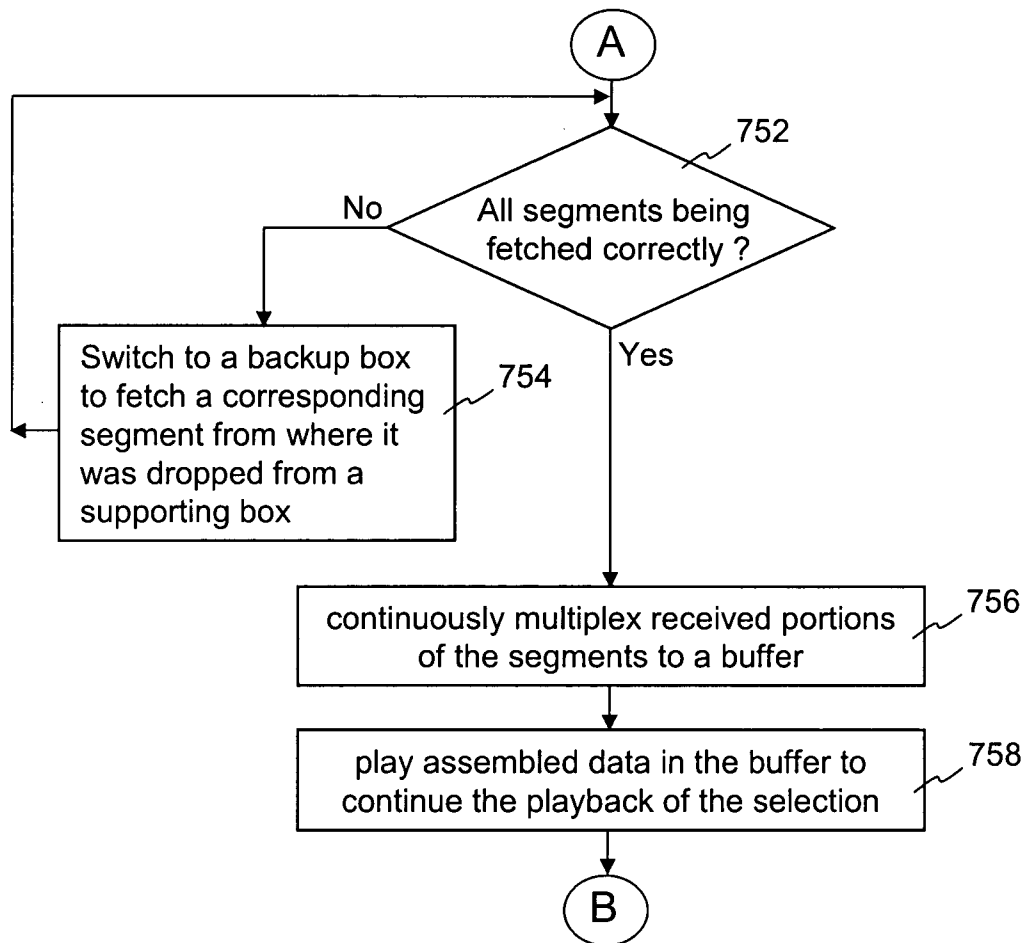 A
752
All segments being
fetched correctly ?
No
Yes
Switch to a backup box
to fetch a corresponding
segment from where it
was dropped from a
supporting box
754
continuously multiplex received portions
of the segments to a buffer
756
play assembled data in the buffer to
continue the playback of the selection
758
B